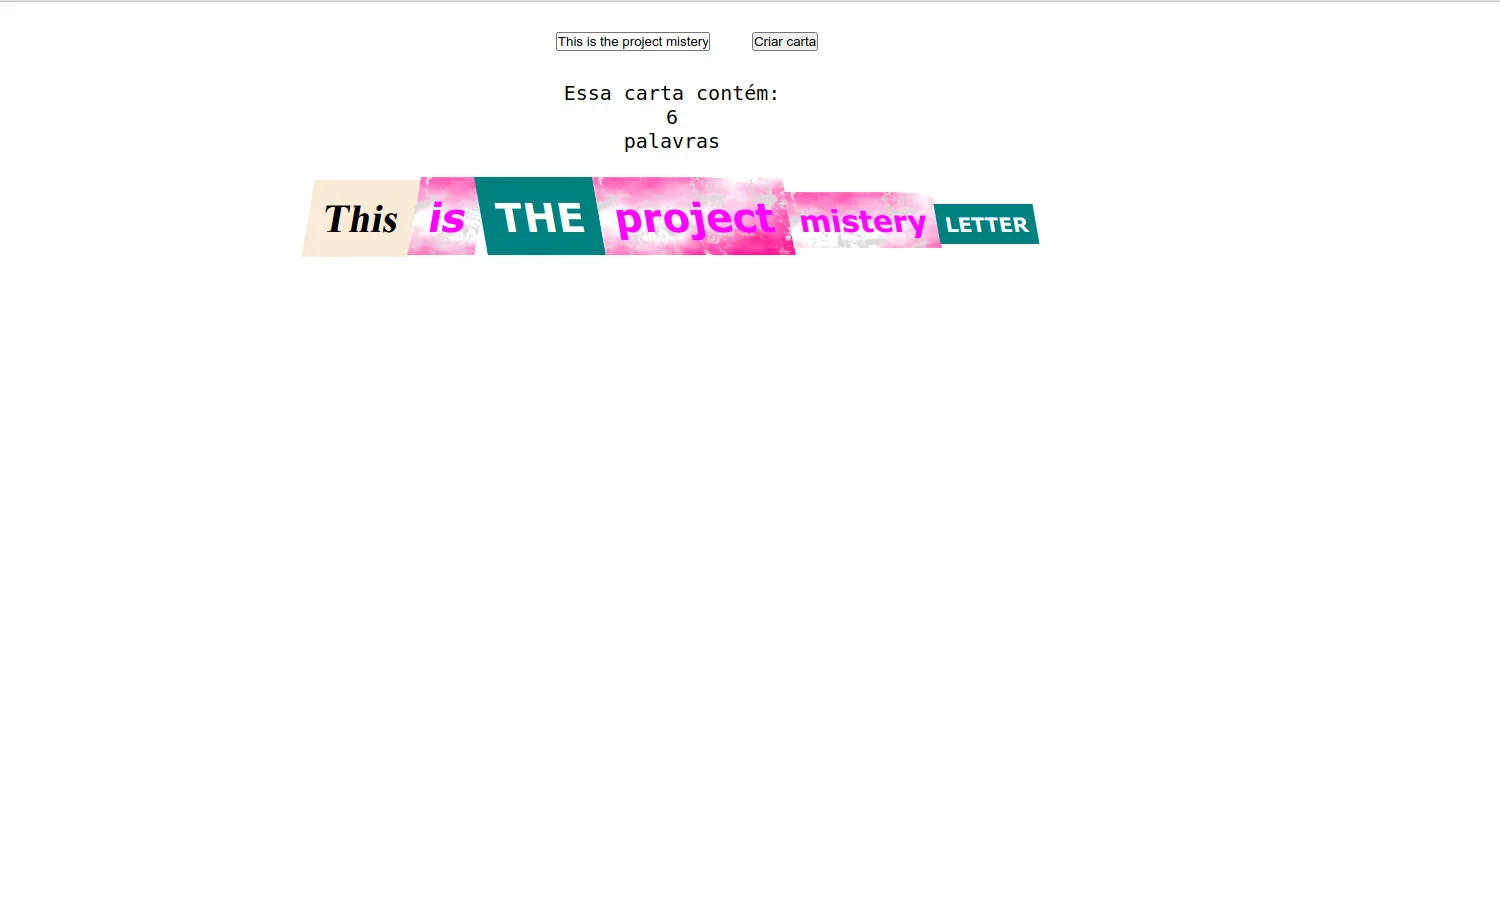 This is the project mistery Criar carta
Essa carta contém:
6
palavras
This is THE project mistery LETTER